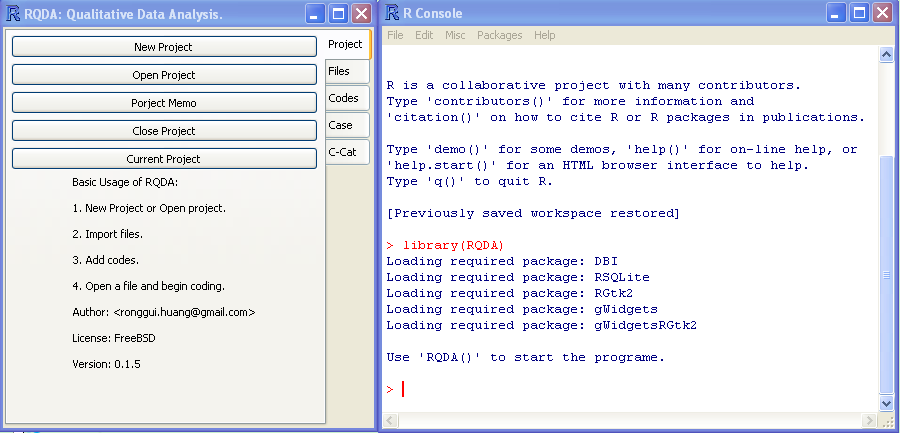 RQDA: Qualitative Data Analysis.
New Project
Open Project
Porject Memo
Close Project
Current Project
Project
Files
Codes
Case
C-Cat
Basic Usage of RQDA:
1. New Project or Open project.
2. Import files.
3. Add codes.
4. Open a file and begin coding.
Author: <ronggui.huang@gmail.com>
License: FreeBSD
Version: 0.1.5
R Console
File Edit Misc Packages Help
R is a collaborative project with many contributors.
Type 'contributors()' for more information and
'citation()' on how to cite R or R packages in publications.
Type 'demo()' for some demos, 'help()' for on-line help, or
'help.start()' for an HTML browser interface to help.
Type 'q()' to quit R.
[Previously saved workspace restored]
> library(RQDA)
Loading required package: DBI
Loading required package: RSQLite
Loading required package: RGtk2
Loading required package: gWidgets
Loading required package: gWidgetsRGtk2
Use 'RQDA()' to start the programe.
>